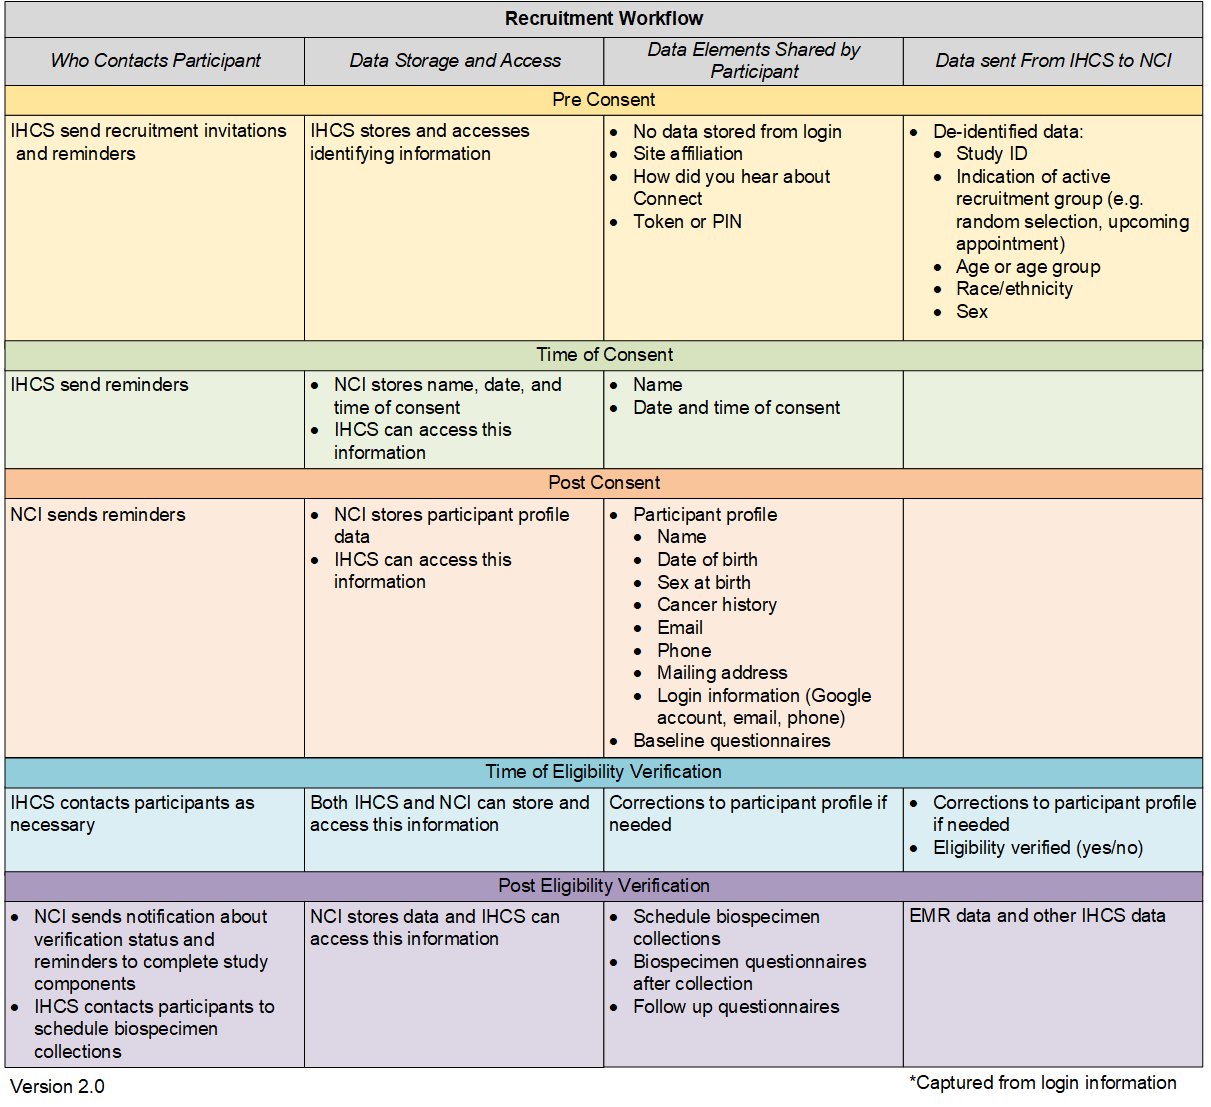 Recruitment Workflow
Who Contacts Participant
Data Storage and Access
Data Elements Shared by
Participant
Data sent From IHCS to NCI
Pre Consent
IHCS send recruitment invitations
and reminders
IHCS stores and accesses
identifying information
• No data stored from login
• Site affiliation
• How did you hear about
Connect
• Token or PIN
• De-identified data:
• Study ID
• Indication of active
recruitment group (e.g.
random selection, upcoming
appointment)
• Age or age group
• Race/ethnicity
• Sex
Time of Consent
IHCS send reminders
• NCI stores name, date, and
time of consent
• IHCS can access this
information
• Name
• Date and time of consent
Post Consent
NCI sends reminders
• NCI stores participant profile
data
• IHCS can access this
information
• Participant profile
• Name
• Date of birth
• Sex at birth
• Cancer history
• Email
• Phone
• Mailing address
• Login information (Google
account, email, phone)
• Baseline questionnaires
Time of Eligibility Verification
IHCS contacts participants as
necessary
Both IHCS and NCI can store and
access this information
Corrections to participant profile if
needed
• Corrections to participant profile
if needed
• Eligibility verified (yes/no)
Post Eligibility Verification
• NCI sends notification about
verification status and
reminders to complete study
components
• IHCS contacts participants to
schedule biospecimen
collections
NCI stores data and IHCS can
access this information
• Schedule biospecimen
collections
• Biospecimen questionnaires
after collection
• Follow up questionnaires
EMR data and other IHCS data
Version 2.0
*Captured from login information